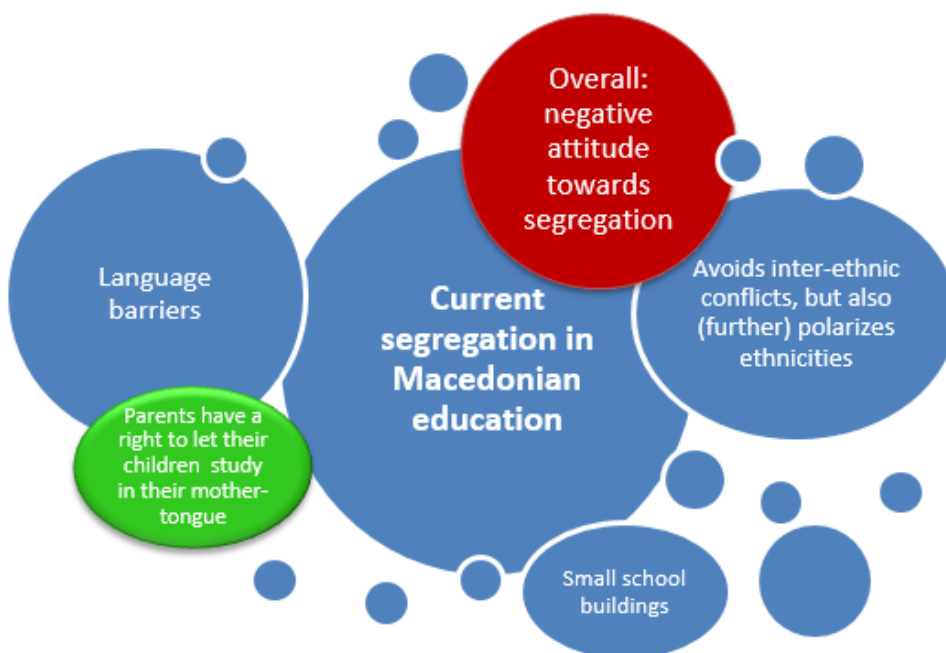 Overall:
negative
attitude
towards
segregation
Language
barriers
Current
segregation in
Macedonian
education
Avoids inter-ethnic
conflicts, but also
(further) polarizes
ethnicities
Parents have a
right to let their
children study
in their mother-
tongue
Small school
buildings